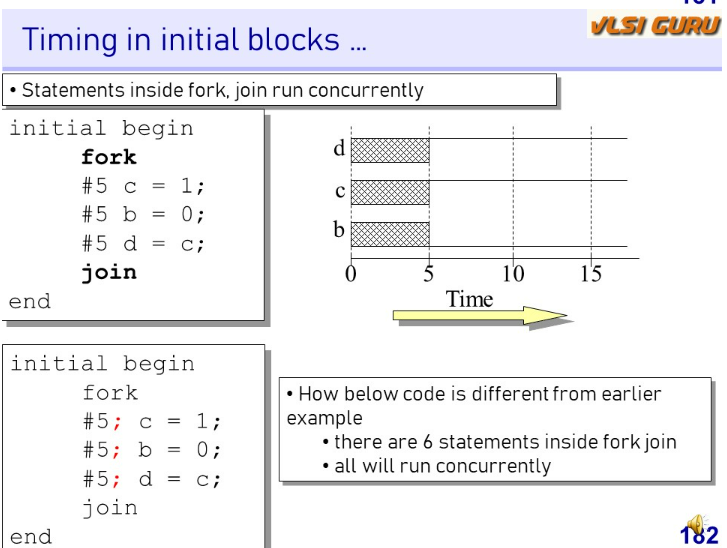 VLSI GURU
Timing in initial blocks ...
• Statements inside fork, join run concurrently
initial begin
fork
#5 c = 1;
#5 b = 0;
#5 d = c;
join
end
d
c
b
0 5 10 15
Time
initial begin
fork
#5; c = 1;
#5; b = 0;
#5; d = c;
join
end
• How below code is different from earlier
example
• there are 6 statements inside fork join
• all will run concurrently
182